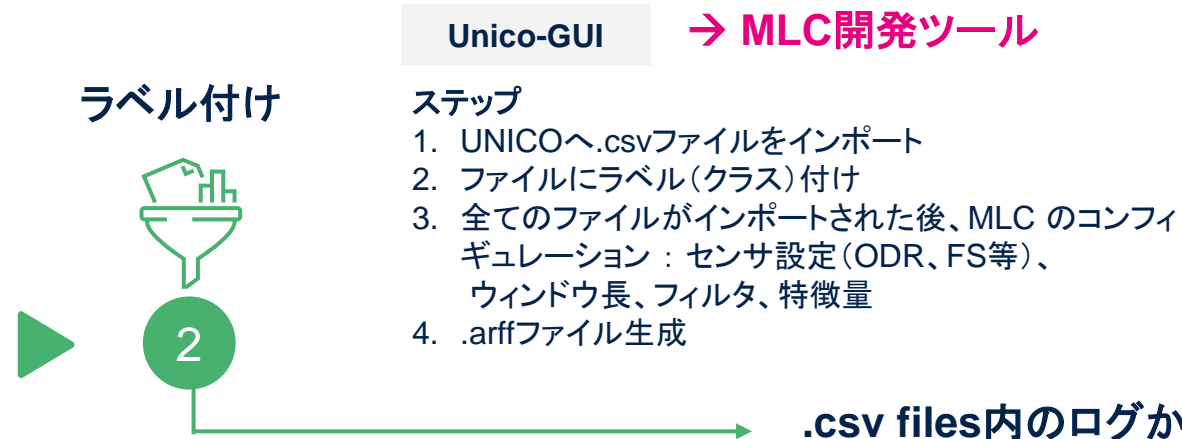 Unico-GUI → MLC開発ツール
ラベル付け
ステップ
1. UNICOへ.csvファイルをインポート
2. ファイルにラベル（クラス）付け
3. 全てのファイルがインポートされた後、MLC のコンフィ
ギュレーション : センサ設定（ODR、FS等）、
ウィンドウ長、フィルタ、特徴量
4. .arffファイル生成
2
.csv files内のログか